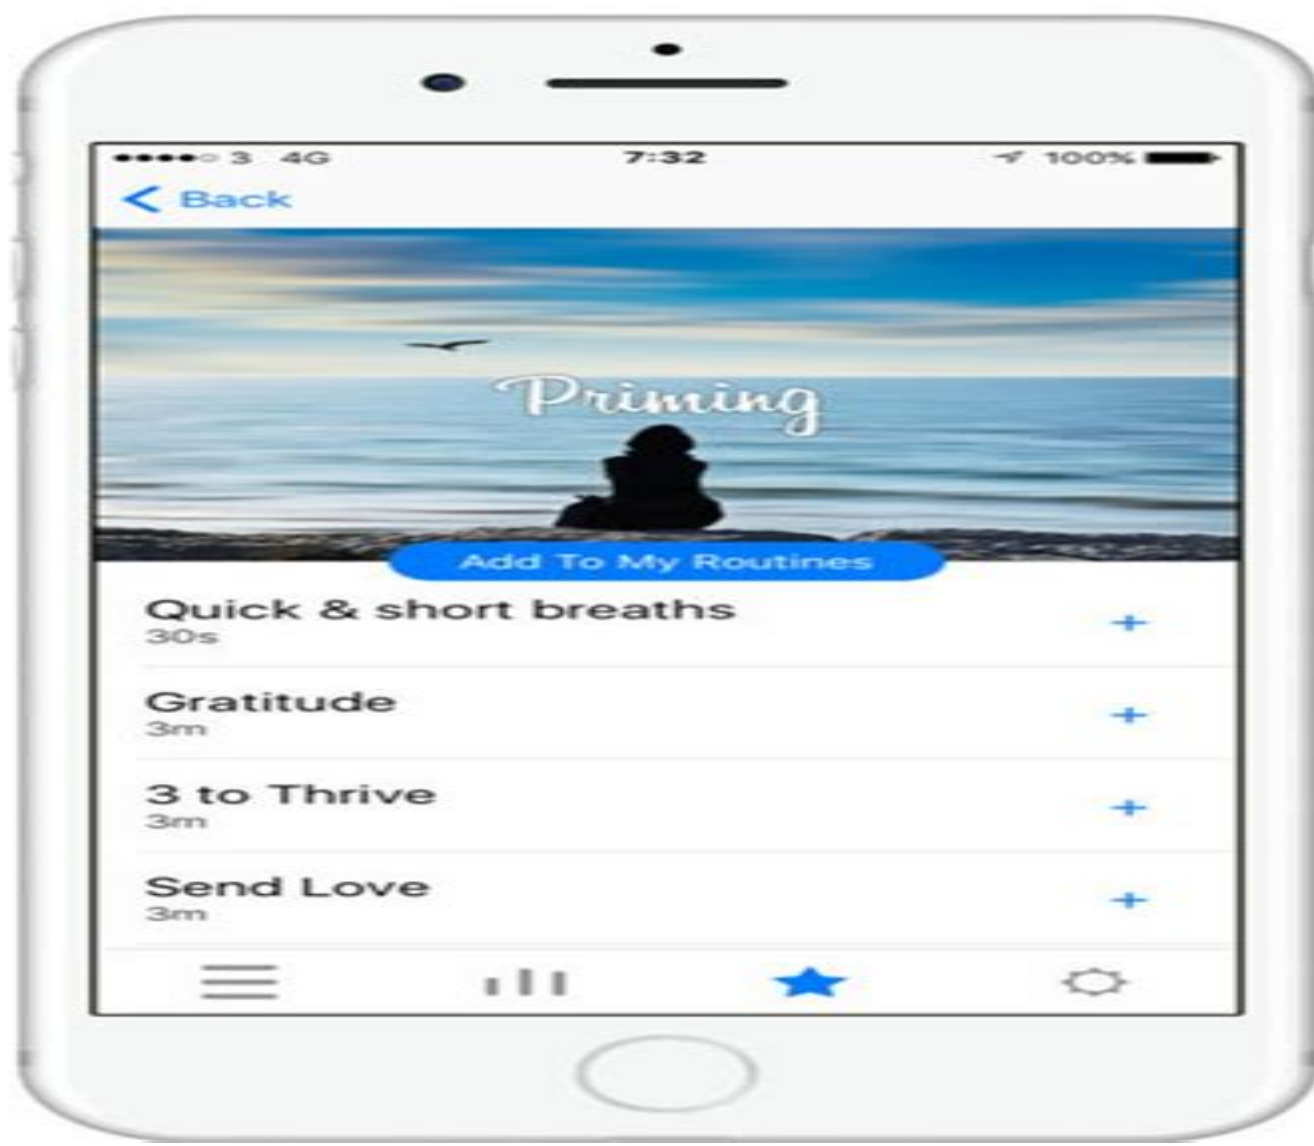 3 4G 7:32 100%
Back
Priming
Add To My Routines
Quick & short breaths
30s
Gratitude
3m
3 to Thrive
3m
Send Love
3m